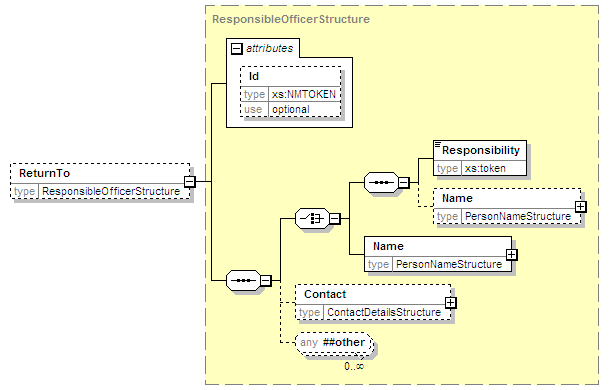 ResponsibleOfficerStructure
attributes
Id
type xs:NMTOKEN
use optional
ReturnTo
type ResponsibleOfficerStructure
Responsibility
type xs:token
Name
type PersonNameStructure
Name
type PersonNameStructure
Contact
type ContactDetailsStructure
any ##other
0..∞